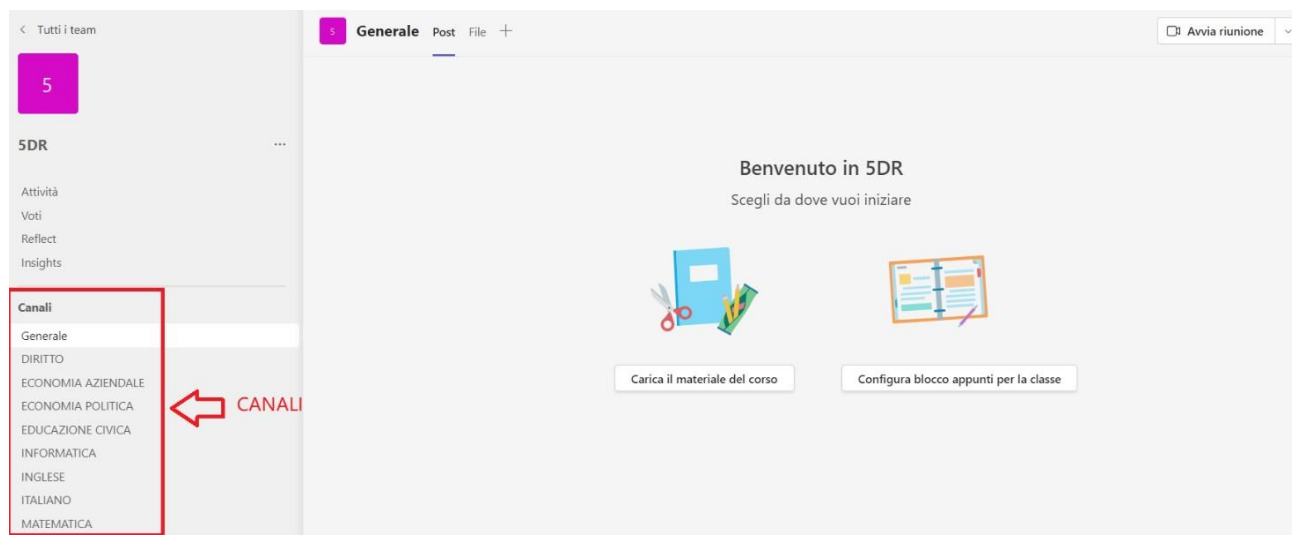 Tutti i team
5
5DR
...
Attività
Voti
Reflect
Insights
Canali
Generale
DIRITTO
ECONOMIA AZIENDALE
ECONOMIA POLITICA
EDUCAZIONE CIVICA
INFORMATICA
INGLESE
ITALIANO
MATEMATICA
CANALI
5 Generale Post File
Avvia riunione
Benvenuto in 5DR
Scegli da dove vuoi iniziare
Carica il materiale del corso
Configura blocco appunti per la classe